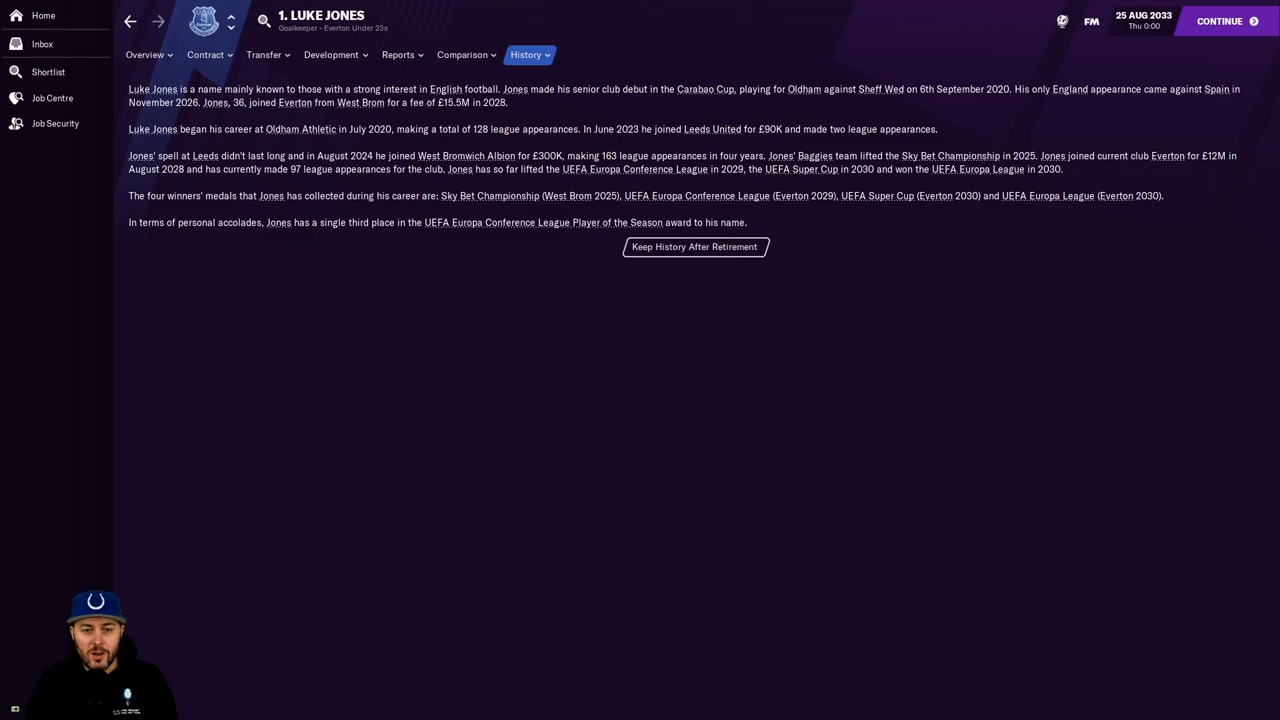 Home
Inbox
Shortlist
Job Centre
Job Security
1. LUKE JONES
Goalkeeper - Everton Under 23s
FM
25 AUG 2033
Thu 0:00
CONTINUE
Overview
Contract
Transfer
Development
Reports
Comparison
History
Luke Jones is a name mainly known to those with a strong interest in English football. Jones made his senior club debut in the Carabao Cup, playing for Oldham against Sheff Wed on 6th September 2020. His only England appearance came against Spain in
November 2026. Jones, 36, joined Everton from West Brom for a fee of £15.5M in 2028.
Luke Jones began his career at Oldham Athletic in July 2020, making a total of 128 league appearances. In June 2023 he joined Leeds United for £90K and made two league appearances.
Jones' spell at Leeds didn't last long and in August 2024 he joined West Bromwich Albion for £300K, making 163 league appearances in four years. Jones' Baggies team lifted the Sky Bet Championship in 2025. Jones joined current club Everton for £12M in
August 2028 and has currently made 97 league appearances for the club. Jones has so far lifted the UEFA Europa Conference League in 2029, the UEFA Super Cup in 2030 and won the UEFA Europa League in 2030.
The four winners' medals that Jones has collected during his career are: Sky Bet Championship (West Brom 2025), UEFA Europa Conference League (Everton 2029), UEFA Super Cup (Everton 2030) and UEFA Europa League (Everton 2030).
In terms of personal accolades, Jones has a single third place in the UEFA Europa Conference League Player of the Season award to his name.
Keep History After Retirement